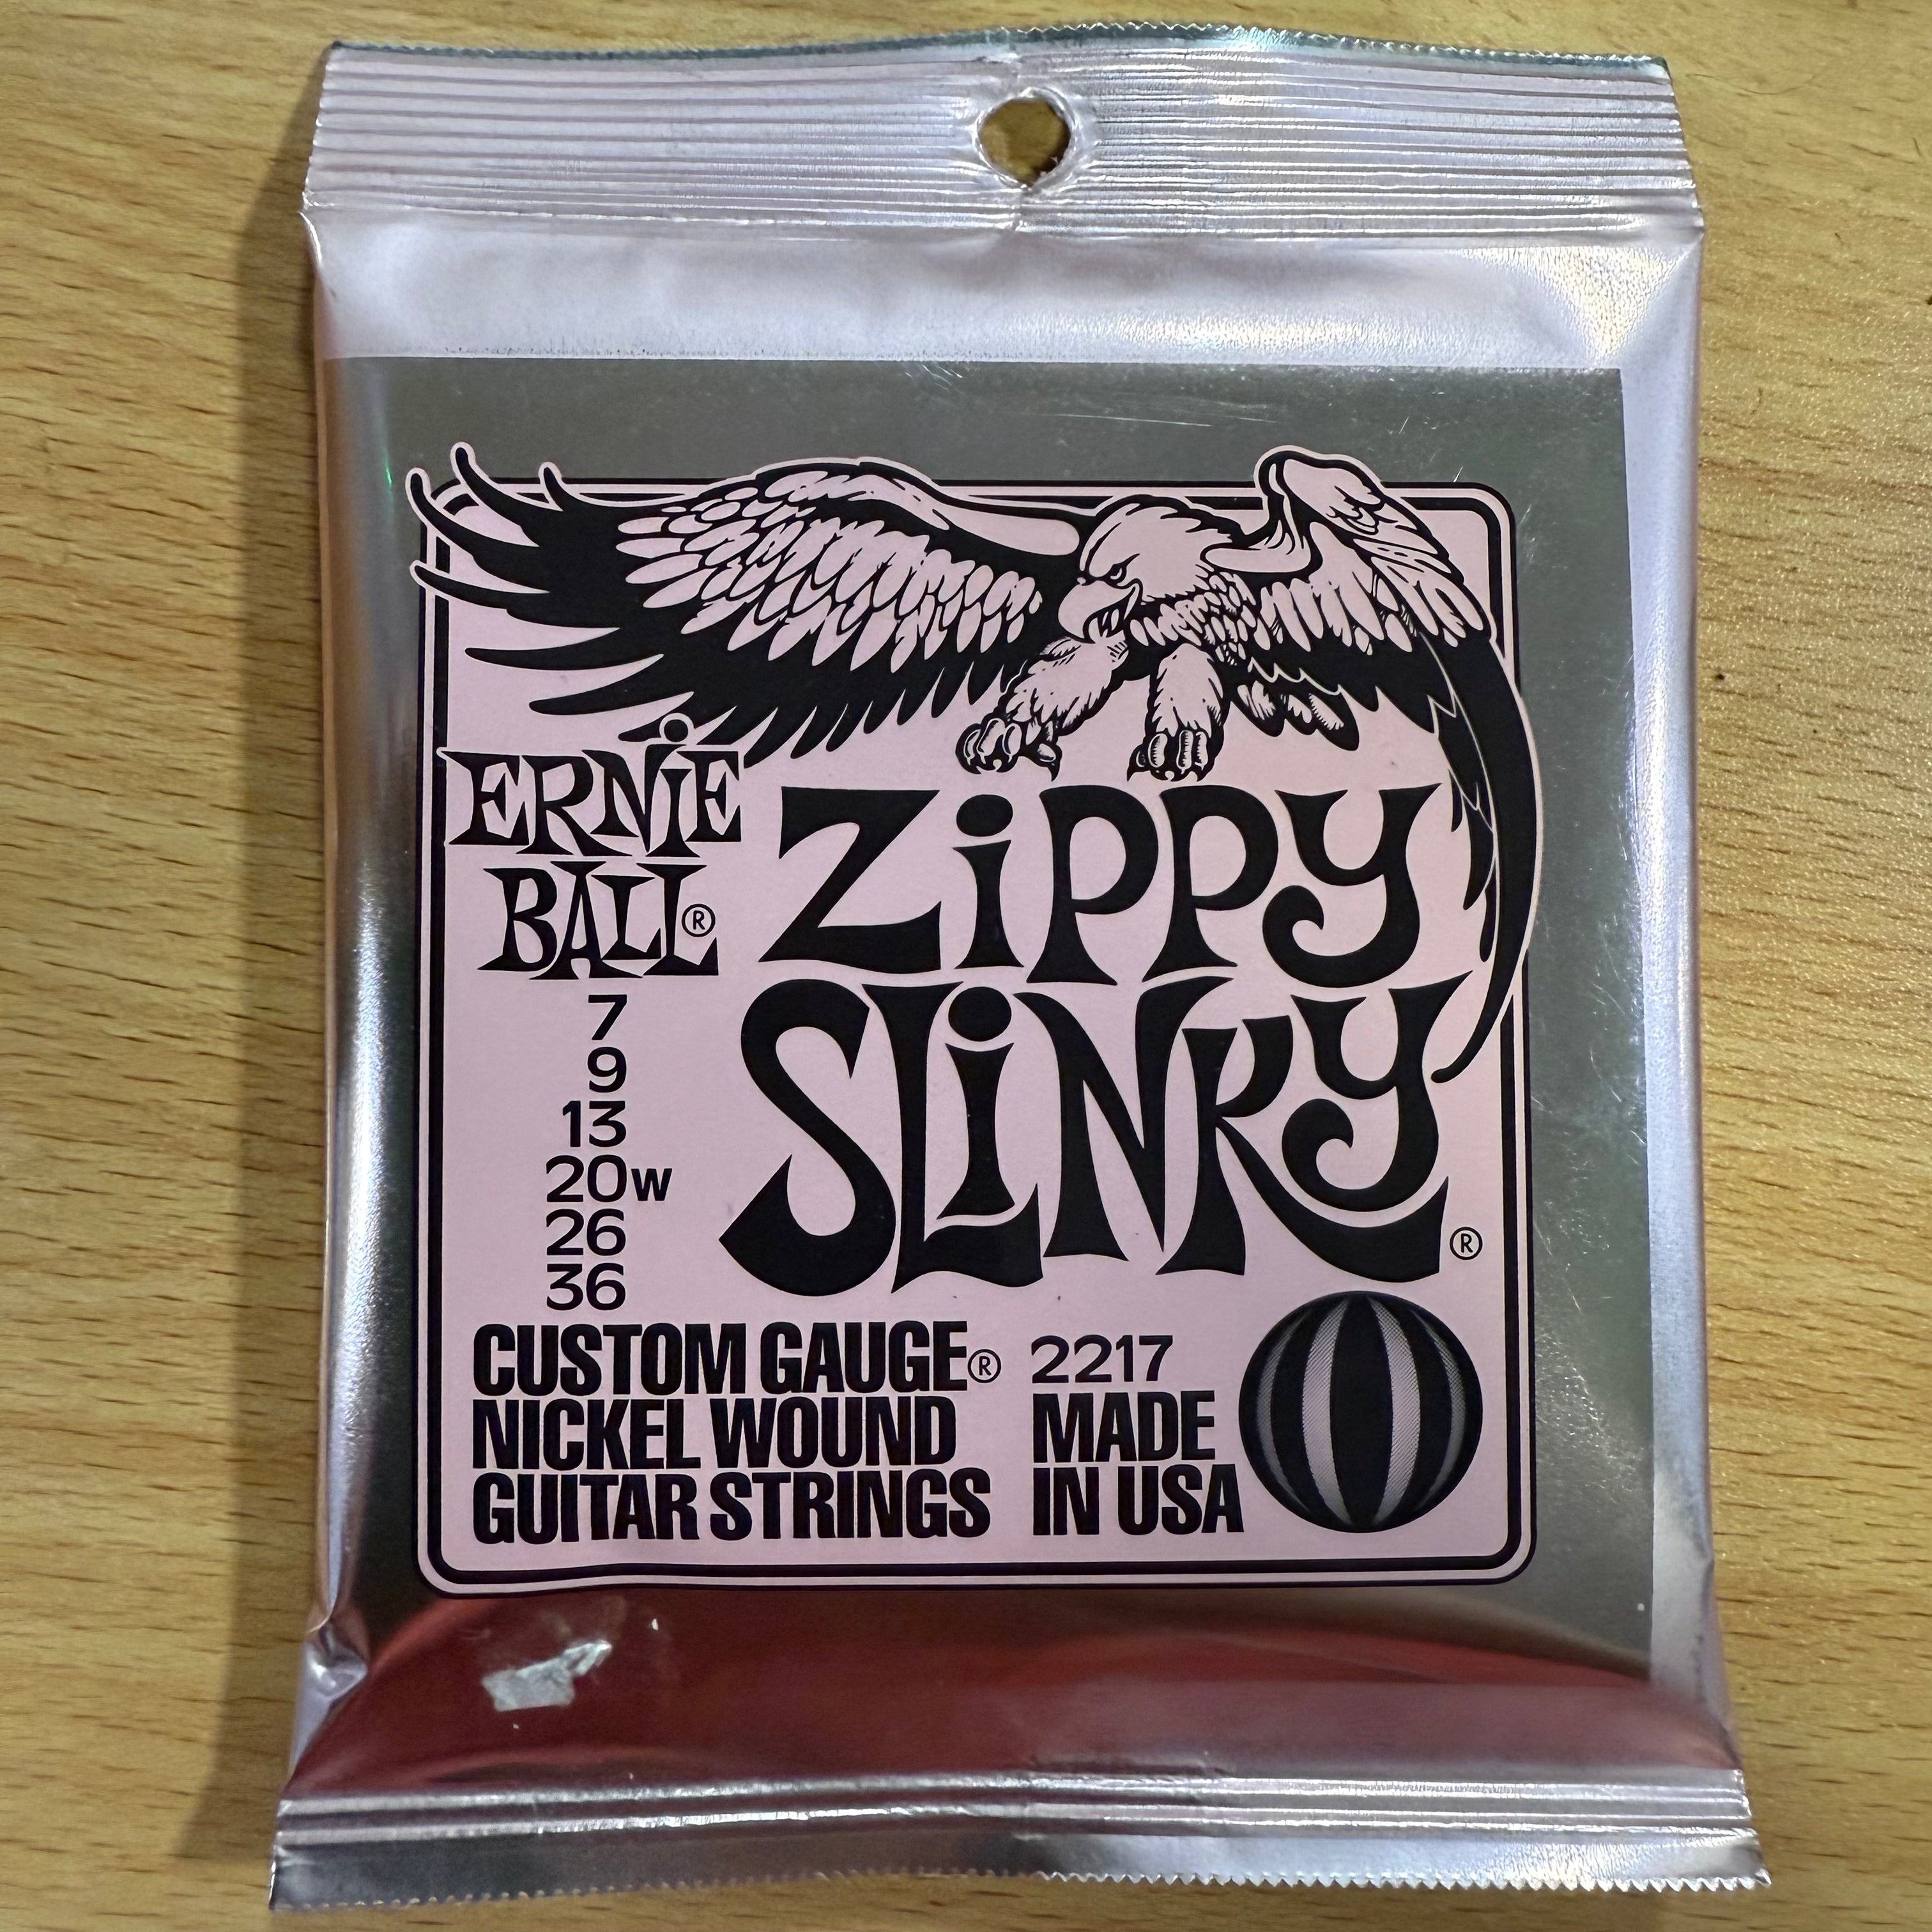 ERNiE
BALL®
ZiPPY
SLiNKY®
7
9
13
20w
26
36
CUSTOM GAUGE®
NICKEL WOUND
GUITAR STRINGS
2217
MADE
IN USA